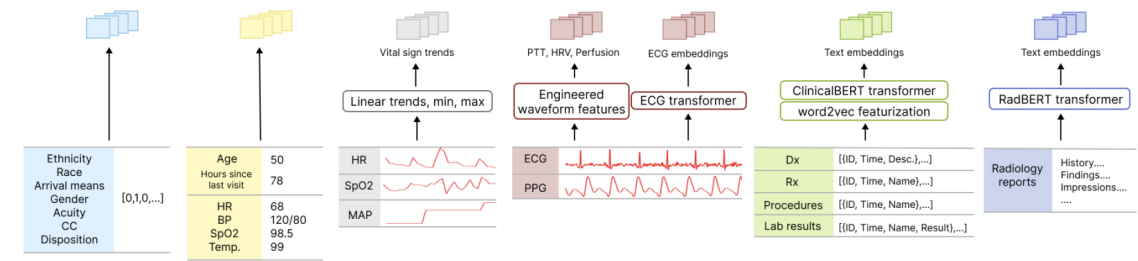 Vital sign trends
PTT, HRV, Perfusion
ECG embeddings
Text embeddings
Text embeddings
Linear trends, min, max
Engineered
waveform features
ECG transformer
ClinicalBERT transformer
word2vec featurization
RadBERT transformer
Ethnicity
Race
Arrival means
Gender
Acuity
CC
Disposition
[0,1,0,...]
Age 50
Hours since
last visit
78
HR 68
BP 120/80
SpO2 98.5
Temp. 99
HR
SpO2
MAP
ECG
PPG
Dx [{ID, Time, Desc.},...]
Rx [{ID, Time, Name},...]
Procedures [{ID, Time, Name},...]
Lab results [{ID, Time, Name, Result},...]
Radiology
reports
History....
Findings....
Impressions....
....